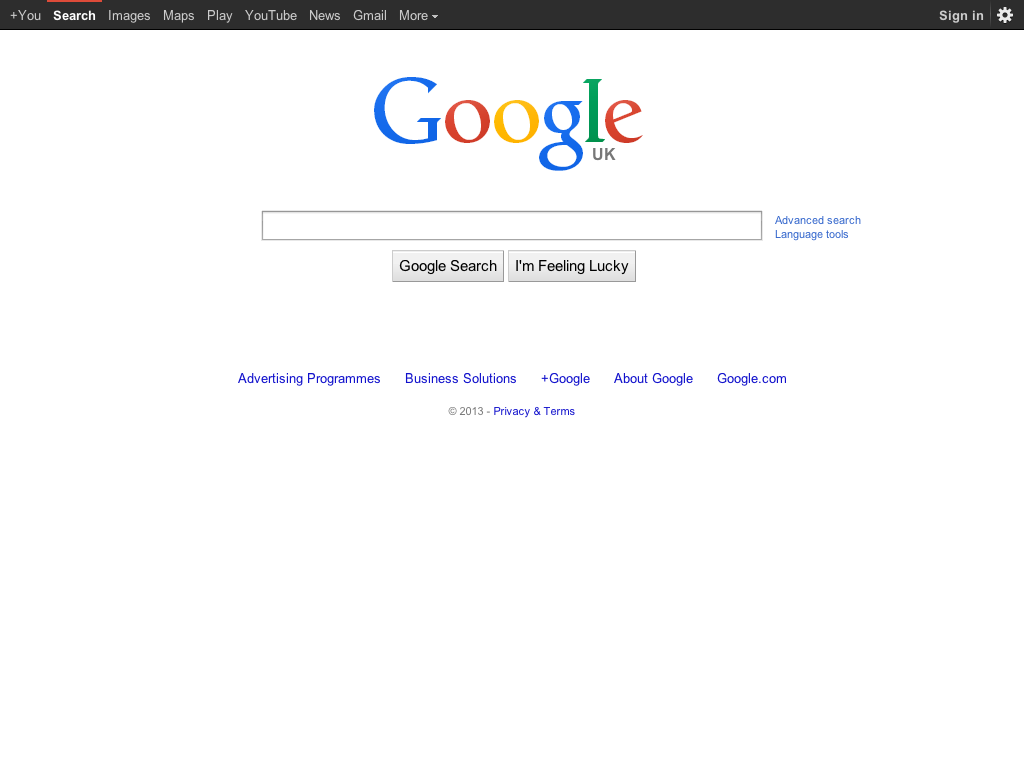 +You Search Images Maps Play YouTube News Gmail More Sign in
Google
UK
Advanced search
Language tools
Google Search I'm Feeling Lucky
Advertising Programmes Business Solutions +Google About Google Google.com
© 2013 - Privacy & Terms